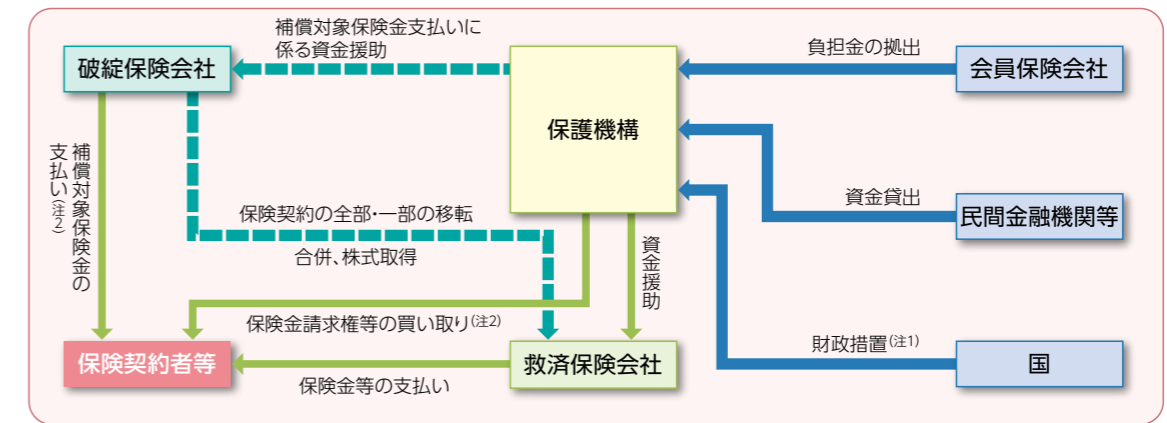 補償対象保険金支払いに
係る資金援助
負担金の拠出
破綻保険会社
保護機構
会員保険会社
補償対象保険金の
支払い(注2)
資金貸出
民間金融機関等
保険契約の全部・一部の移転
合併、株式取得
資金援助
保険金請求権等の買い取り(注2)
財政措置(注1)
保険契約者等
救済保険会社
国
保険金等の支払い